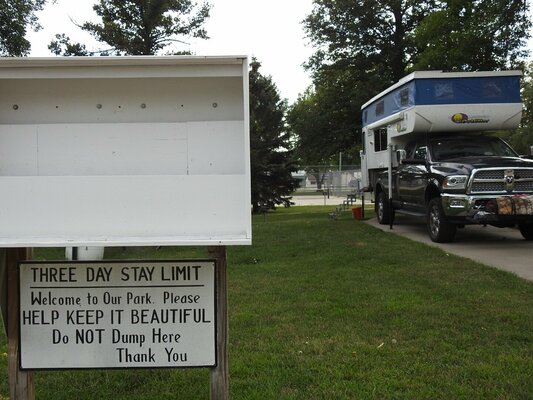 THREE DAY STAY LIMIT
Welcome to Our Park. Please
HELP KEEP IT BEAUTIFUL
Do NOT Dump Here
Thank You